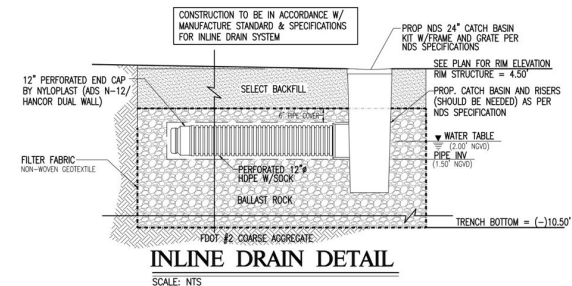 CONSTRUCTION TO BE IN ACCORDANCE W/
MANUFACTURE STANDARD & SPECIFICATIONS
FOR INLINE DRAIN SYSTEM
PROP NDS 24" CATCH BASIN
KIT W/FRAME AND GRATE PER
NDS SPECIFICATIONS
SEE PLAN FOR RIM ELEVATION
RIM STRUCTURE = 4.50'
12" PERFORATED END CAP
BY NYLOPLAST (ADS N-12/
HANCOR DUAL WALL)
SELECT BACKFILL
PROP. CATCH BASIN AND RISERS
(SHOULD BE NEEDED) AS PER
NDS SPECIFICATION
6" PIPE COVER
WATER TABLE
(2.00' NGVD)
PIPE INV
(1.50' NGVD)
FILTER FABRIC
NON-WOVEN GEOTEXTILE
PERFORATED 12"ø
HDPE W/SOCK
BALLAST ROCK
TRENCH BOTTOM = (-)10.50'
FDOT #2 COARSE AGGREGATE
INLINE DRAIN DETAIL
SCALE: NTS